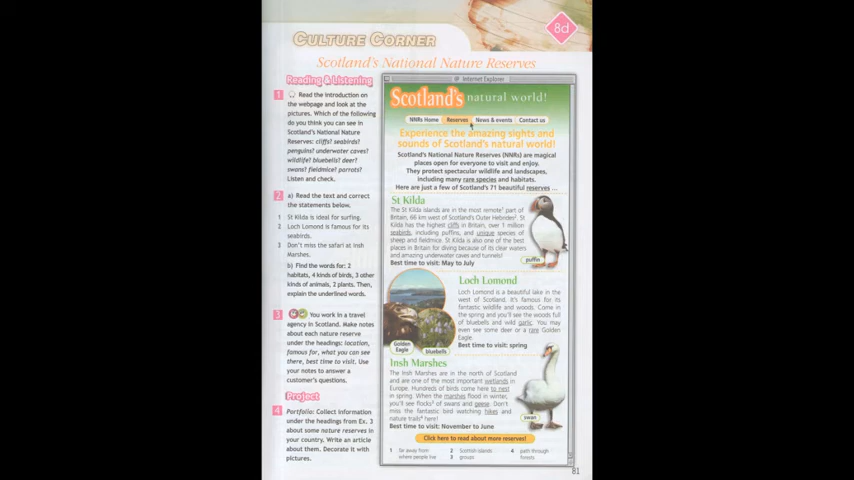 8d
CULTURE CORNER
Scotland's National Nature Reserves
Reading & Listening
1 Read the introduction on
the webpage and look at the
pictures. Which of the following
do you think you can see in
Scotland's National Nature
Reserves: cliffs? seabirds?
penguins? underwater caves?
wildlife? bluebells? deer?
swans? fieldmice? parrots?
Listen and check.
2 a) Read the text and correct
the statements below.
1 St Kilda is ideal for surfing.
2 Loch Lomond is famous for its
seabirds.
3 Don't miss the safari at Insh
Marshes.
b) Find the words for: 2
habitats, 4 kinds of birds, 3 other
kinds of animals, 2 plants. Then,
explain the underlined words.
3 You work in a travel
agency in Scotland. Make notes
about each nature reserve
under the headings: location,
famous for, what you can see
there, best time to visit. Use
your notes to answer a
customer's questions.
Project
4 Portfolio: Collect information
under the headings from Ex. 3
about some nature reserves in
your country. Write an article
about them. Decorate it with
pictures.
Internet Explorer
Scotland's natural world!
NNRs Home Reserves News & events Contact us
Experience the amazing sights and
sounds of Scotland's natural world!
Scotland's National Nature Reserves (NNRs) are magical
places open for everyone to visit and enjoy.
They protect spectacular wildlife and landscapes,
including many rare species and habitats.
Here are just a few of Scotland's 71 beautiful reserves ...
St Kilda
The St Kilda islands are in the most remote¹ part of
Britain, 66 km west of Scotland's Outer Hebrides². St
Kilda has the highest cliffs in Britain, over 1 million
seabirds, including puffins, and unique species of
sheep and fieldmice. St Kilda is also one of the best
places in Britain for diving because of its clear waters
and amazing underwater caves and tunnels!
Best time to visit: May to July
puffin
Loch Lomond
Loch Lomond is a beautiful lake in the
west of Scotland. It's famous for its
fantastic wildlife and woods. Come in
the spring and you'll see the woods full
of bluebells and wild garlic. You may
even see some deer or a rare Golden
Eagle.
Best time to visit: spring
Golden
Eagle
bluebells
Insh Marshes
The Insh Marshes are in the north of Scotland
and are one of the most important wetlands in
Europe. Hundreds of birds come here to nest
in spring. When the marshes flood in winter,
you'll see flocks³ of swans and geese. Don't
miss the fantastic bird watching hikes and
nature trails⁴ here!
Best time to visit: November to June
swan
Click here to read about more reserves!
1 far away from
where people live
2 Scottish islands
3 groups
4 path through
forests
81